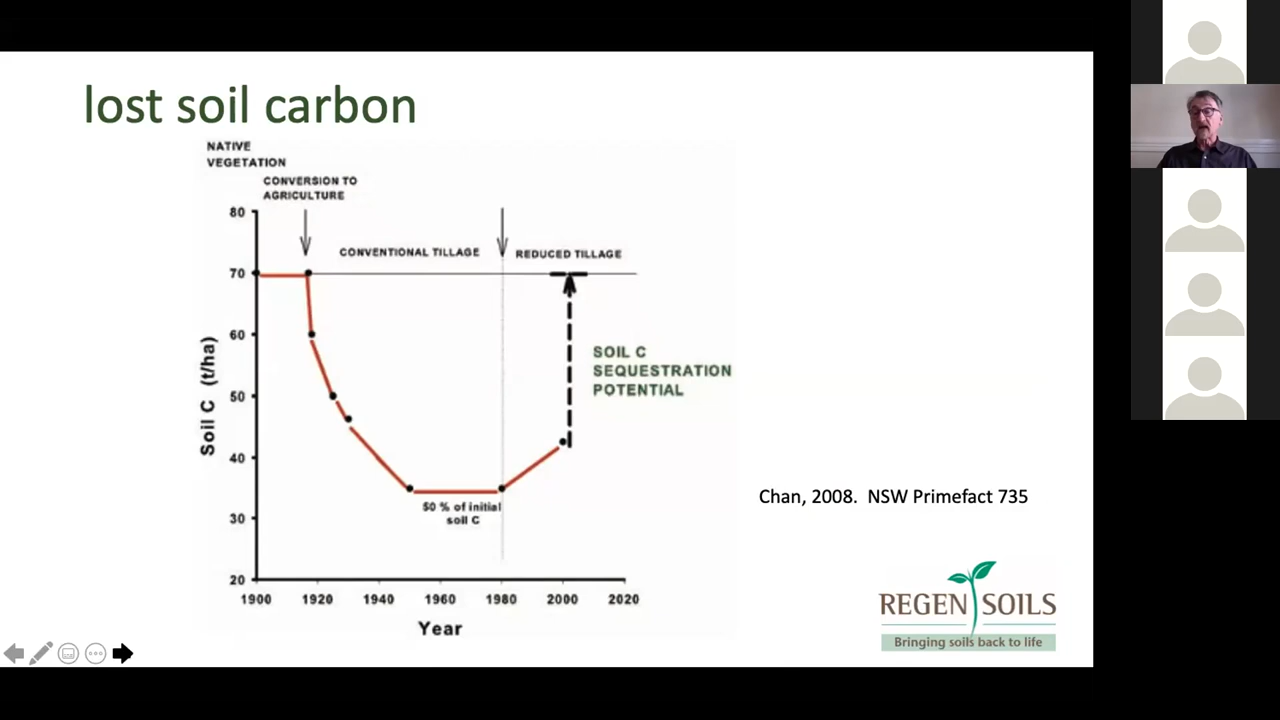 lost soil carbon
NATIVE
VEGETATION
CONVERSION TO
AGRICULTURE
80
CONVENTIONAL TILLAGE
REDUCED TILLAGE
70
60
SOIL C
SEQUESTRATION
POTENTIAL
50
Soil C (t/ha)
40
50 % of initial
soil C
30
20
1900 1920 1940 1960 1980 2000 2020
Year
Chan, 2008. NSW Primefact 735
REGEN SOILS
Bringing soils back to life